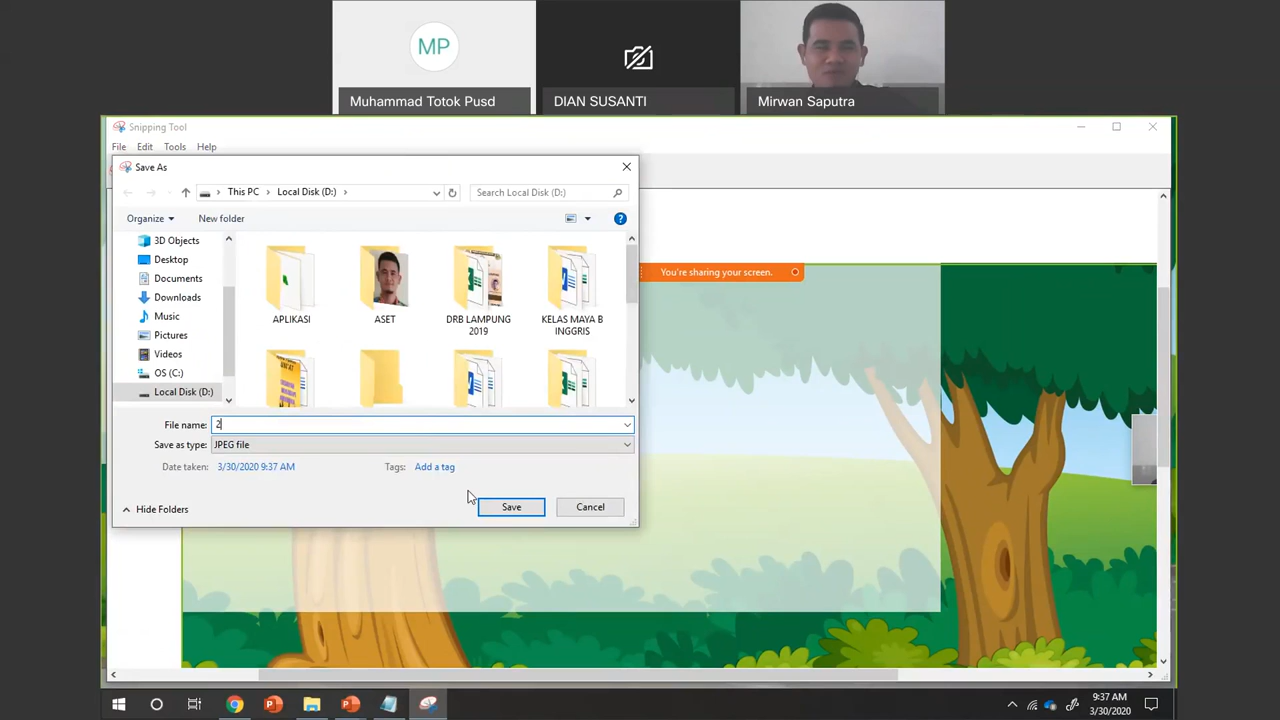 MP
Muhammad Totok Pusd
DIAN SUSANTI
Mirwan Saputra
Snipping Tool
File Edit Tools Help
Save As
This PC > Local Disk (D:) >
Search Local Disk (D:)
Organize
New folder
3D Objects
Desktop
Documents
Downloads
Music
Pictures
Videos
OS (C:)
Local Disk (D:)
APLIKASI
ASET
DRB LAMPUNG
2019
KELAS MAYA B
INGGRIS
You're sharing your screen.
File name: 2
Save as type: JPEG file
Date taken: 3/30/2020 9:37 AM
Tags: Add a tag
Hide Folders
Save
Cancel
9:37 AM
3/30/2020